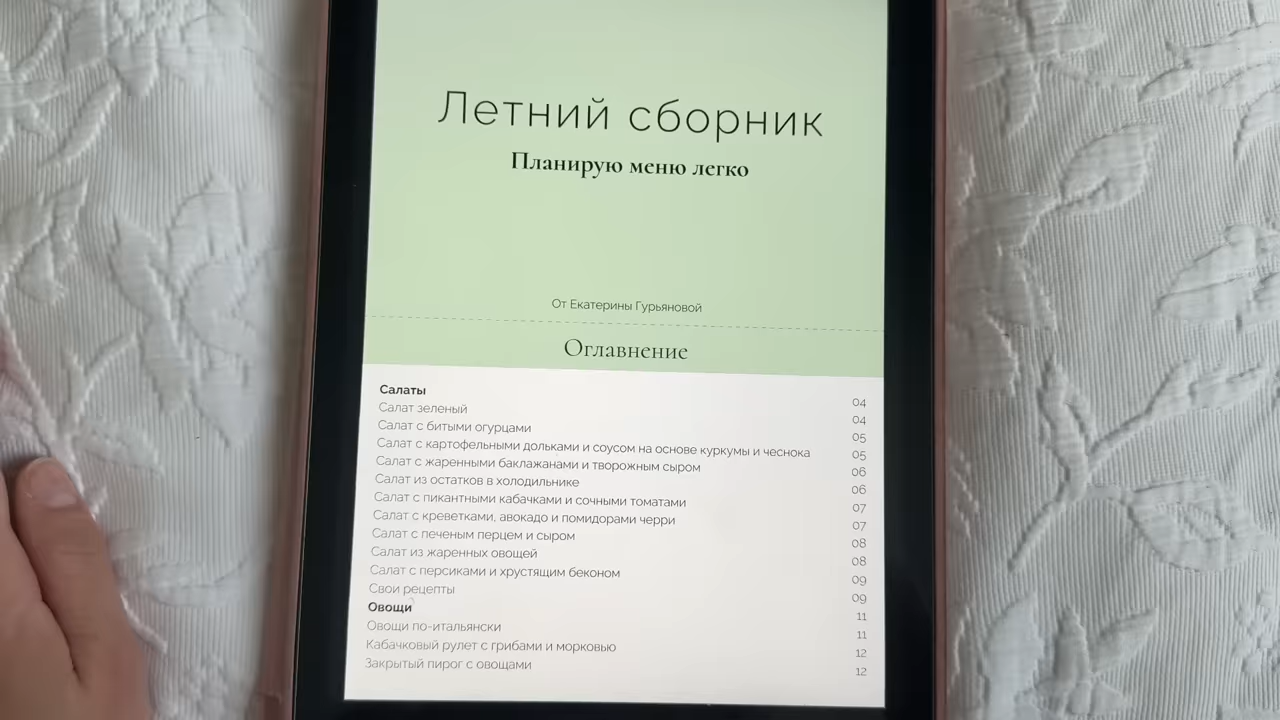 Летний сборник
Планирую меню легко
От Екатерины Гурьяновой
Оглавнение
Салаты 04
Салат зеленый 04
Салат с битыми огурцами 05
Салат с картофельными дольками и соусом на основе куркумы и чеснока 05
Салат с жаренными баклажанами и творожным сыром 06
Салат из остатков в холодильнике 06
Салат с пикантными кабачками и сочными томатами 07
Салат с креветками, авокадо и помидорами черри 07
Салат с печеным перцем и сыром 08
Салат из жаренных овощей 08
Салат с персиками и хрустящим беконом 09
Свои рецепты 09
Овощи 11
Овощи по-итальянски 11
Кабачковый рулет с грибами и морковью 12
Закрытый пирог с овощами 12